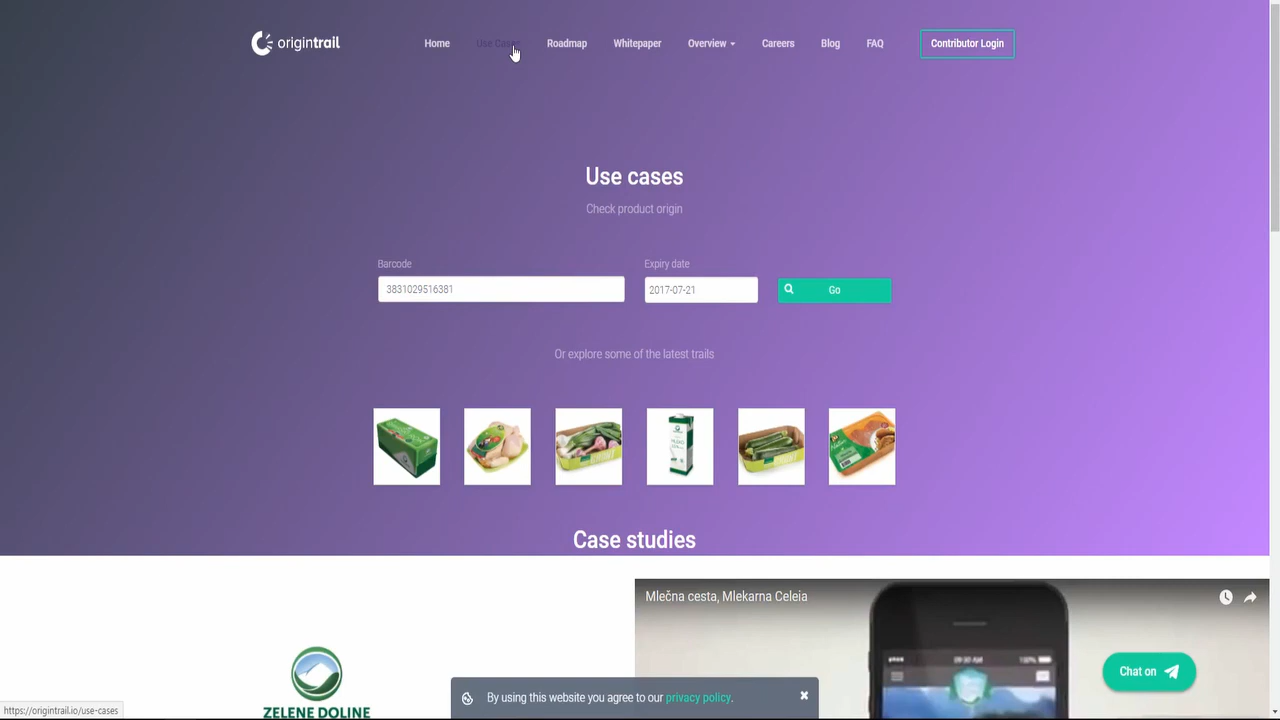 origintrail
Home
Use Cases
Roadmap
Whitepaper
Overview
Careers
Blog
FAQ
Contributor Login
Use cases
Check product origin
Barcode
Expiry date
3831029516381
2017-07-21
Go
Or explore some of the latest trails
Case studies
Mlečna cesta, Mlekarna Celeia
Chat on
By using this website you agree to our privacy policy.
ZELENE DOLINE
https://origintrail.io/use-cases